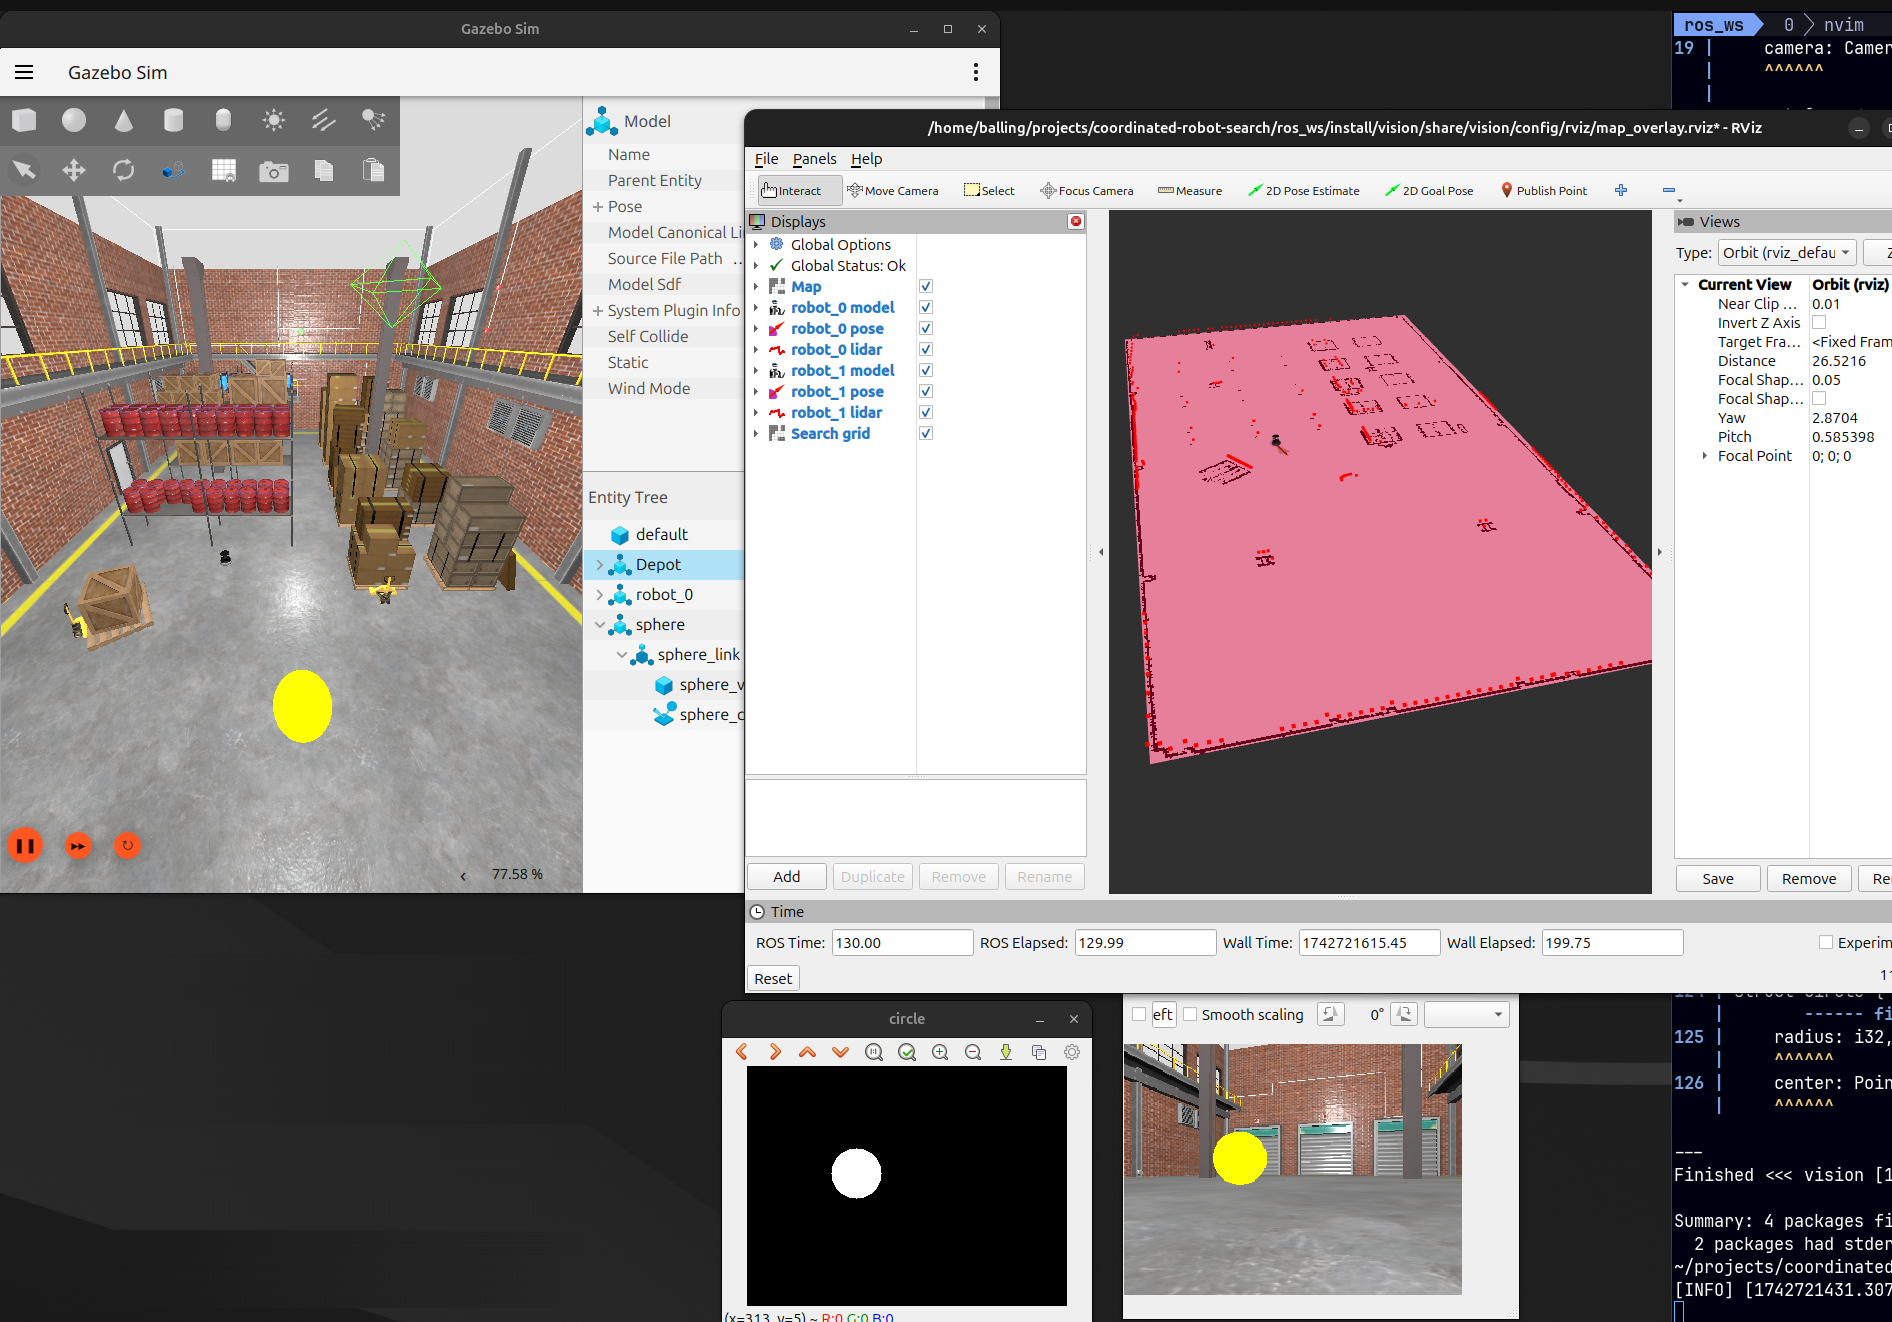 Gazebo Sim
Gazebo Sim
Model
Name
Parent Entity
Pose
Model Canonical Li
Source File Path ..
Model Sdf
System Plugin Info
Self Collide
Static
Wind Mode
Entity Tree
default
Depot
robot_0
sphere
sphere_link
sphere_v
sphere_c
77.58 %
/home/balling/projects/coordinated-robot-search/ros_ws/install/vision/share/vision/config/rviz/map_overlay.rviz* - RViz
File Panels Help
Interact Move Camera Select Focus Camera Measure 2D Pose Estimate 2D Goal Pose Publish Point
Displays
Global Options
Global Status: Ok
Map
robot_0 model
robot_0 pose
robot_0 lidar
robot_1 model
robot_1 pose
robot_1 lidar
Search grid
Add Duplicate Remove Rename
Views
Type: Orbit (rviz_defau
Current View Orbit (rviz)
Near Clip ... 0.01
Invert Z Axis
Target Fra... <Fixed Fram
Distance 26.5216
Focal Shap... 0.05
Focal Shap...
Yaw 2.8704
Pitch 0.585398
Focal Point 0; 0; 0
Save Remove Re
Time
ROS Time: 130.00 ROS Elapsed: 129.99 Wall Time: 1742721615.45 Wall Elapsed: 199.75 Experim
Reset
11
circle
(x=313, y=5) ~ R:0 G:0 B:0
eft Smooth scaling 0°
ros_ws 0 nvim
19 | camera: Camer
| ^^^^^^
|
| ------ fi
125 | radius: i32,
| ^^^^^^
126 | center: Poin
| ^^^^^^
---
Finished <<< vision [1
Summary: 4 packages fi
2 packages had stder
~/projects/coordinated
[INFO] [1742721431.307